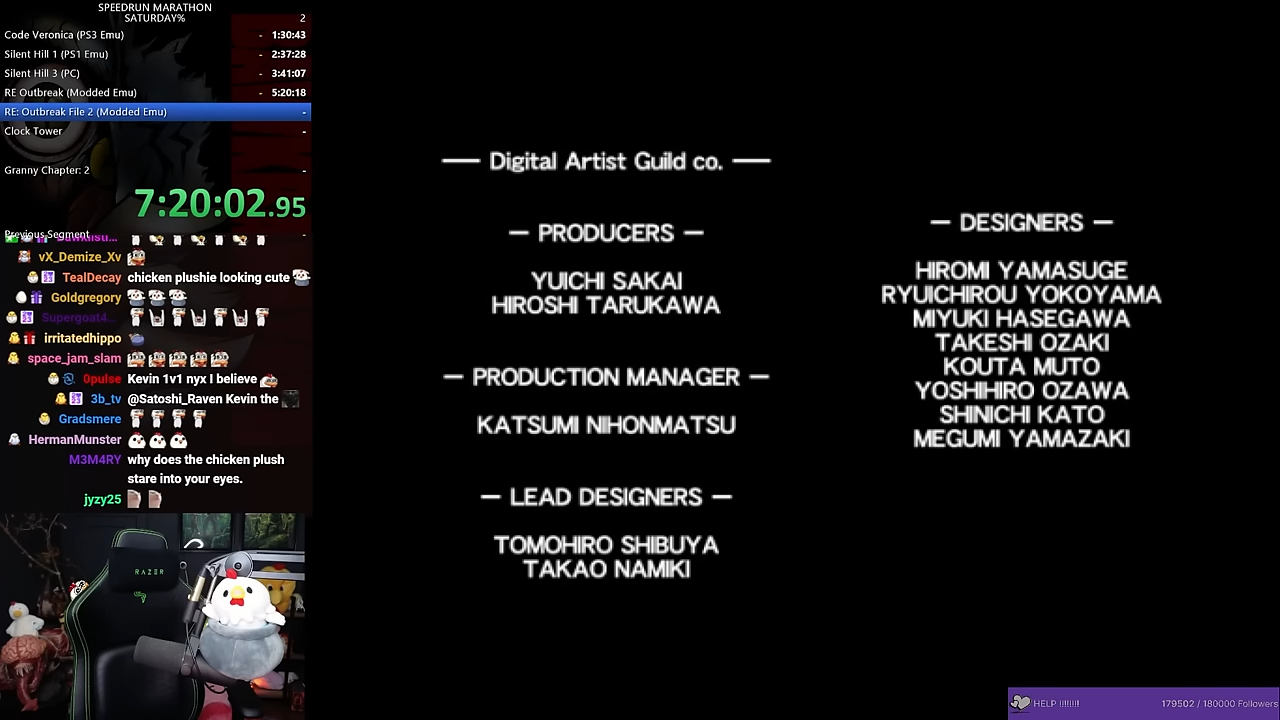 SPEEDRUN MARATHON
SATURDAY%
2
Code Veronica (PS3 Emu) - 1:30:43
Silent Hill 1 (PS1 Emu) - 2:37:28
Silent Hill 3 (PC) - 3:41:07
RE Outbreak (Modded Emu) - 5:20:18
RE: Outbreak File 2 (Modded Emu) -
Clock Tower -
Granny Chapter: 2 -
7:20:02.95
Previous Segment -
vX_Demize_Xv
TealDecay chicken plushie looking cute
Goldgregory
Supergoat4...
irritatedhippo
space_jam_slam
0pulse Kevin 1v1 nyx I believe
3b_tv @Satoshi_Raven Kevin the
Gradsmere
HermanMunster
M3M4RY why does the chicken plush
stare into your eyes.
jyzy25
RAZER
— Digital Artist Guild co. —
— PRODUCERS —
YUICHI SAKAI
HIROSHI TARUKAWA
— PRODUCTION MANAGER —
KATSUMI NIHONMATSU
— LEAD DESIGNERS —
TOMOHIRO SHIBUYA
TAKAO NAMIKI
— DESIGNERS —
HIROMI YAMASUGE
RYUICHIROU YOKOYAMA
MIYUKI HASEGAWA
TAKESHI OZAKI
KOUTA MUTO
YOSHIHIRO OZAWA
SHINICHI KATO
MEGUMI YAMAZAKI
HELP !!!!!!! 179502 / 180000 Followers